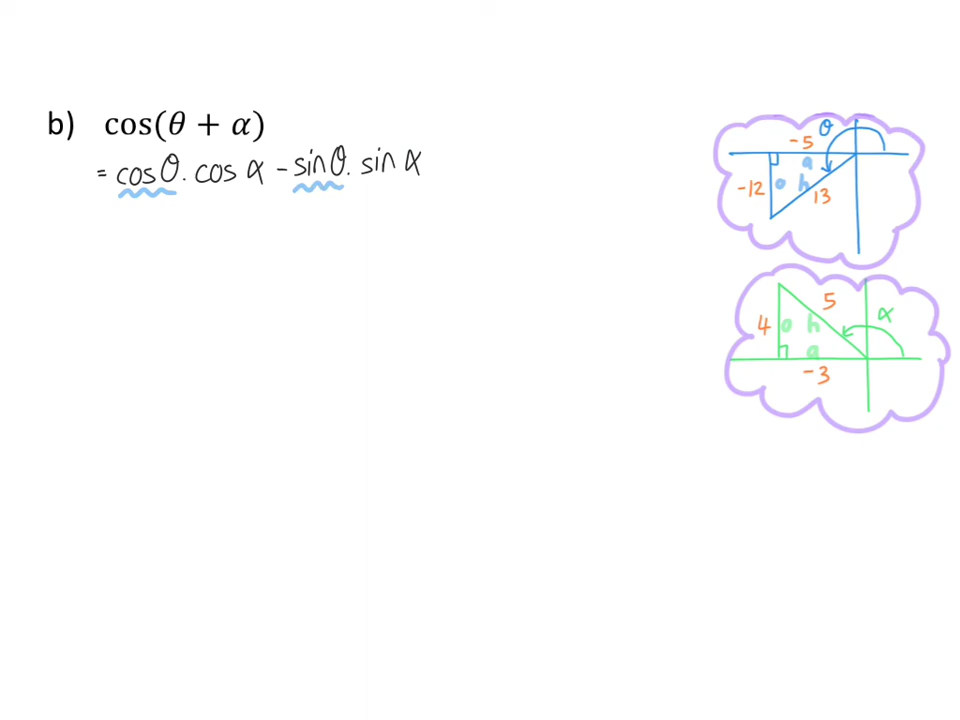 b) cos(θ + α)
= cosθ. cos α - sinθ. sin α
θ
-5
a
-12 o h
13
5
α
4 o h
a
-3